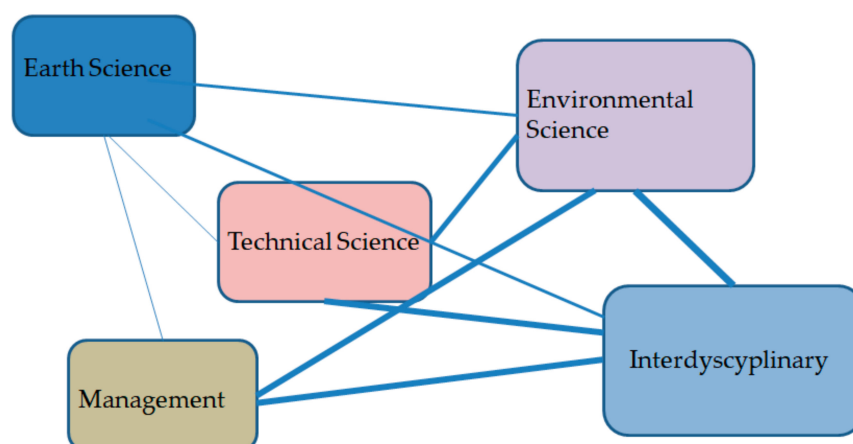 Earth Science
Environmental
Science
Technical Science
Interdyscyplinary
Management